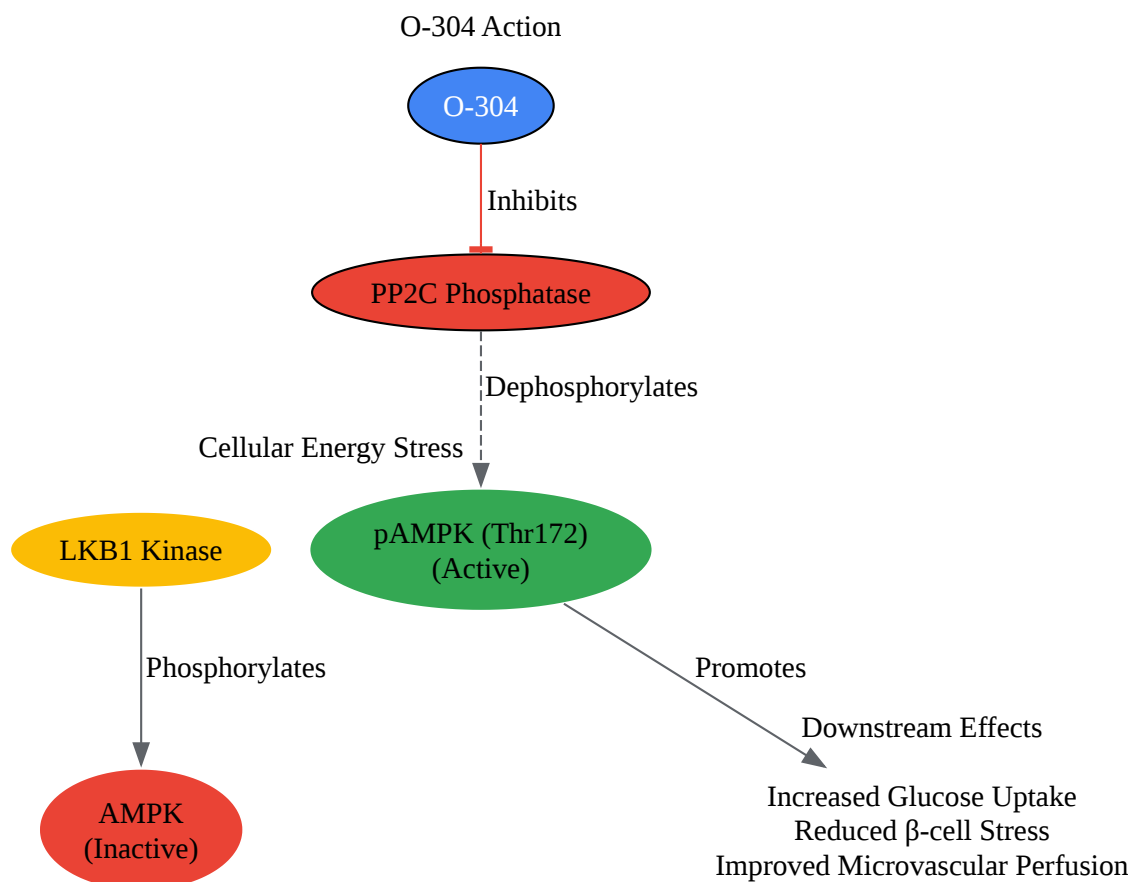 O-304 Action
O-304
Inhibits
PP2C Phosphatase
Dephosphorylates
Cellular Energy Stress
LKB1 Kinase
pAMPK (Thr172)
(Active)
Phosphorylates
Promotes
Downstream Effects
AMPK
(Inactive)
Increased Glucose Uptake
Reduced β-cell Stress
Improved Microvascular Perfusion